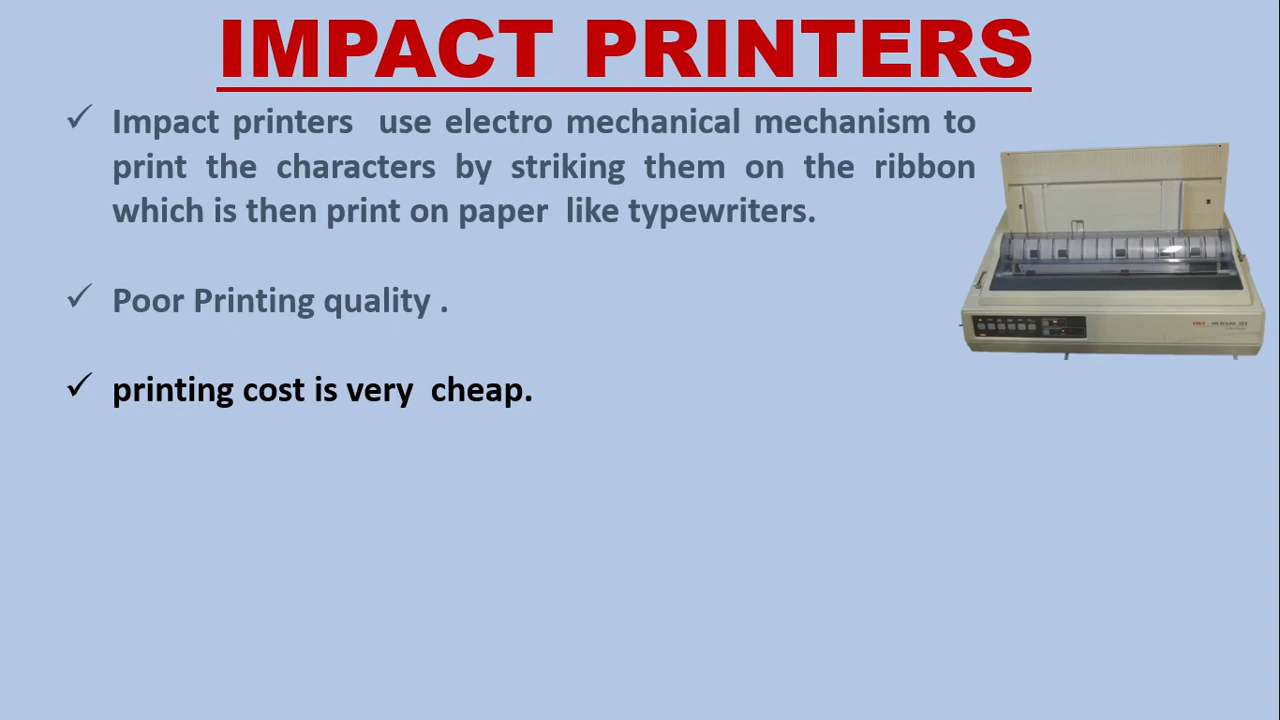 IMPACT PRINTERS
✓ Impact printers use electro mechanical mechanism to
print the characters by striking them on the ribbon
which is then print on paper like typewriters.
✓ Poor Printing quality .
✓ printing cost is very cheap.
OKI